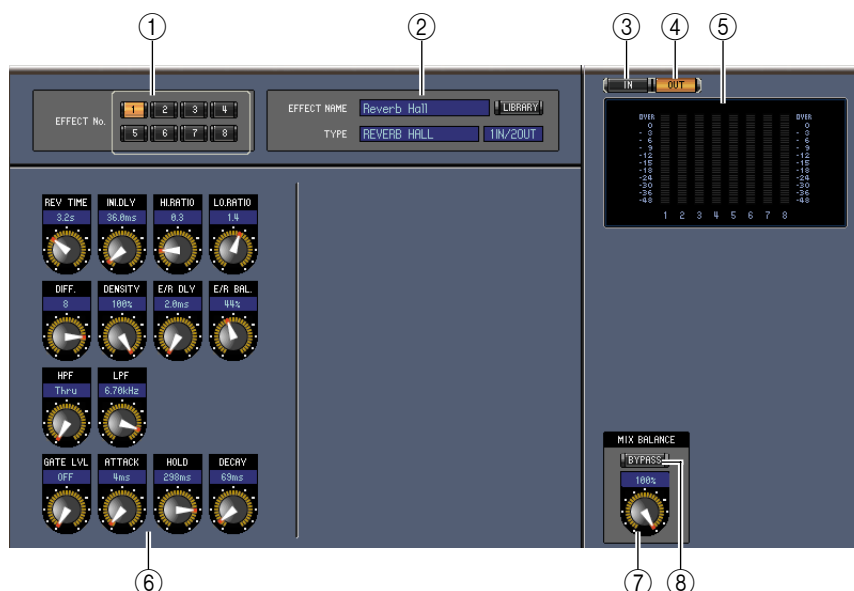 ① ② ③ ④ ⑤
IN OUT
EFFECT No. 1 2 3 4
5 6 7 8
EFFECT NAME Reverb Hall LIBRARY
TYPE REVERB HALL 1IN/2OUT
OVER OVER
0 0
- 3 - 3
- 6 - 6
- 9 - 9
-12 -12
-15 -15
-18 -18
-24 -24
-30 -30
-36 -36
-48 -48
1 2 3 4 5 6 7 8
REV TIME INI.DLY HI.RATIO LO.RATIO
3.2s 36.0ms 0.3 1.4
DIFF. DENSITY E/R DLY E/R BAL.
8 100% 2.0ms 44%
HPF LPF
Thru 6.70kHz
GATE LVL ATTACK HOLD DECAY
OFF 4ms 298ms 69ms
MIX BALANCE
BYPASS
100%
⑥ ⑦ ⑧